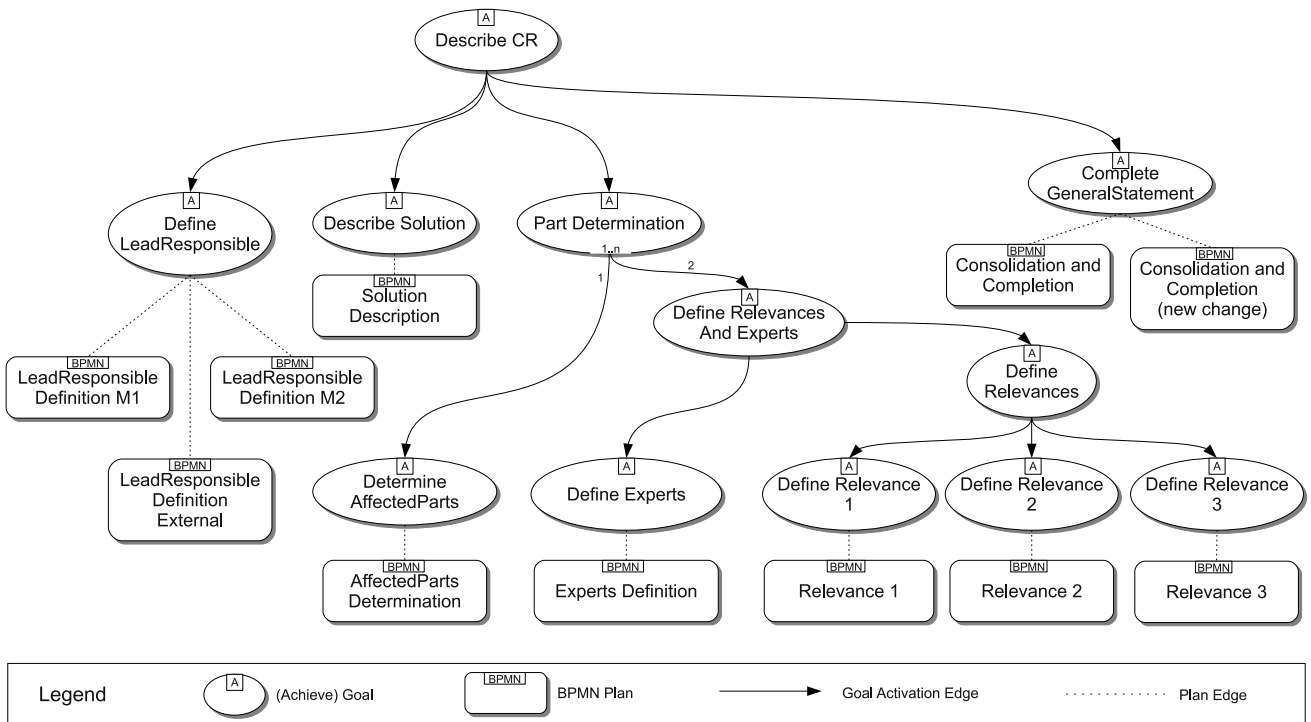 A
Describe CR
A
Define
LeadResponsible
A
Describe Solution
A
Part Determination
1..n
1
2
A
Complete
GeneralStatement
BPMN
Solution
Description
BPMN
Consolidation and
Completion
BPMN
Consolidation and
Completion
(new change)
A
Define Relevances
And Experts
A
Define
Relevances
BPMN
LeadResponsible
Definition M1
BPMN
LeadResponsible
Definition M2
BPMN
LeadResponsible
Definition
External
A
Determine
AffectedParts
A
Define Experts
A
Define Relevance
1
A
Define Relevance
2
A
Define Relevance
3
BPMN
AffectedParts
Determination
BPMN
Experts Definition
BPMN
Relevance 1
BPMN
Relevance 2
BPMN
Relevance 3
Legend
A
(Achieve) Goal
BPMN
BPMN Plan
Goal Activation Edge
Plan Edge